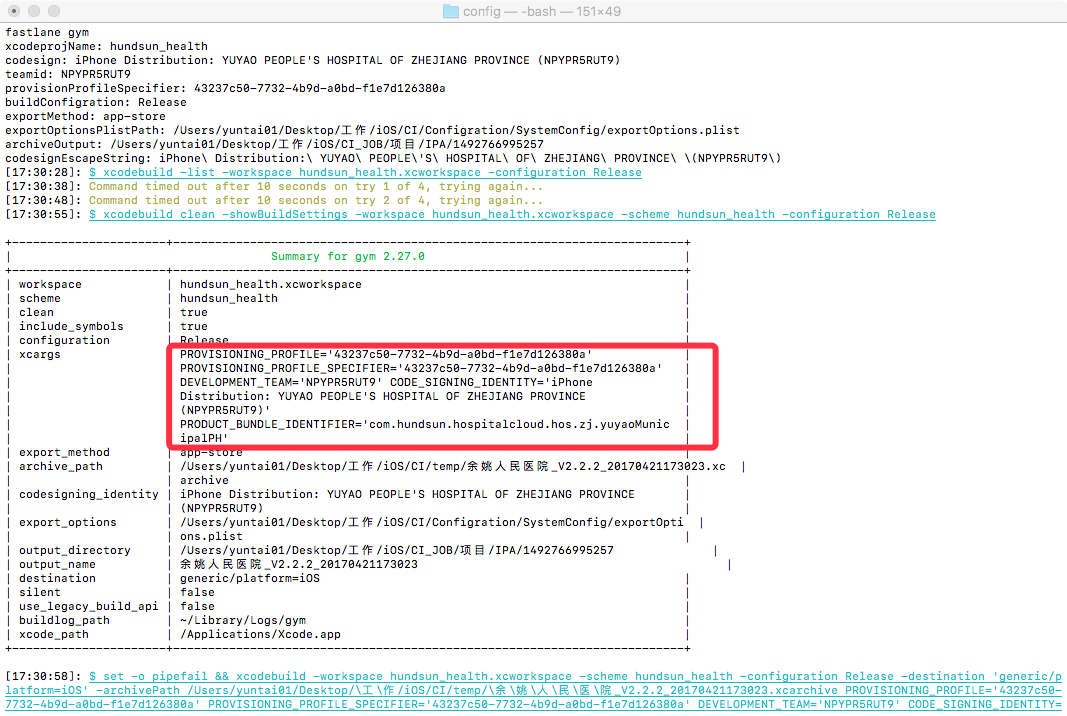 config — -bash — 151×49
fastlane gym
xcodeprojName: hundsun_health
codesign: iPhone Distribution: YUYAO PEOPLE'S HOSPITAL OF ZHEJIANG PROVINCE (NPYPR5RUT9)
teamid: NPYPR5RUT9
provisionProfileSpecifier: 43237c50-7732-4b9d-a0bd-f1e7d126380a
buildConfigration: Release
exportMethod: app-store
exportOptionsPlistPath: /Users/yuntai01/Desktop/工作/iOS/CI/Configration/SystemConfig/exportOptions.plist
archiveOutput: /Users/yuntai01/Desktop/工作/iOS/CI_JOB/项目/IPA/1492766995257
codesignEscapeString: iPhone\ Distribution:\ YUYAO\ PEOPLE\'S\ HOSPITAL\ OF\ ZHEJIANG\ PROVINCE\ \(NPYPR5RUT9\)
[17:30:28]: $ xcodebuild -list -workspace hundsun_health.xcworkspace -configuration Release
[17:30:38]: Command timed out after 10 seconds on try 1 of 4, trying again...
[17:30:48]: Command timed out after 10 seconds on try 2 of 4, trying again...
[17:30:55]: $ xcodebuild clean -showBuildSettings -workspace hundsun_health.xcworkspace -scheme hundsun_health -configuration Release
Summary for gym 2.27.0
| workspace | hundsun_health.xcworkspace |
| scheme | hundsun_health |
| clean | true |
| include_symbols | true |
| configuration | Release |
| xcargs | PROVISIONING_PROFILE='43237c50-7732-4b9d-a0bd-f1e7d126380a' |
| | PROVISIONING_PROFILE_SPECIFIER='43237c50-7732-4b9d-a0bd-f1e7d126380a' |
| | DEVELOPMENT_TEAM='NPYPR5RUT9' CODE_SIGNING_IDENTITY='iPhone |
| | Distribution: YUYAO PEOPLE'S HOSPITAL OF ZHEJIANG PROVINCE |
| | (NPYPR5RUT9)' |
| | PRODUCT_BUNDLE_IDENTIFIER='com.hundsun.hospitalcloud.hos.zj.yuyaoMunic |
| | ipalPH' |
| export_method | app-store |
| archive_path | /Users/yuntai01/Desktop/工作/iOS/CI/temp/余姚人民医院_V2.2.2_20170421173023.xc |
| | archive |
| codesigning_identity | iPhone Distribution: YUYAO PEOPLE'S HOSPITAL OF ZHEJIANG PROVINCE |
| | (NPYPR5RUT9) |
| export_options | /Users/yuntai01/Desktop/工作/iOS/CI/Configration/SystemConfig/exportOpti |
| | ons.plist |
| output_directory | /Users/yuntai01/Desktop/工作/iOS/CI_JOB/项目/IPA/1492766995257 |
| output_name | 余姚人民医院_V2.2.2_20170421173023 |
| destination | generic/platform=iOS |
| silent | false |
| use_legacy_build_api | false |
| buildlog_path | ~/Library/Logs/gym |
| xcode_path | /Applications/Xcode.app |
[17:30:58]: $ set -o pipefail && xcodebuild -workspace hundsun_health.xcworkspace -scheme hundsun_health -configuration Release -destination 'generic/p
latform=iOS' -archivePath /Users/yuntai01/Desktop/\工\作/iOS/CI/temp/\余\姚\人\民\医\院_V2.2.2_20170421173023.xcarchive PROVISIONING_PROFILE='43237c50-
7732-4b9d-a0bd-f1e7d126380a' PROVISIONING_PROFILE_SPECIFIER='43237c50-7732-4b9d-a0bd-f1e7d126380a' DEVELOPMENT_TEAM='NPYPR5RUT9' CODE_SIGNING_IDENTITY=